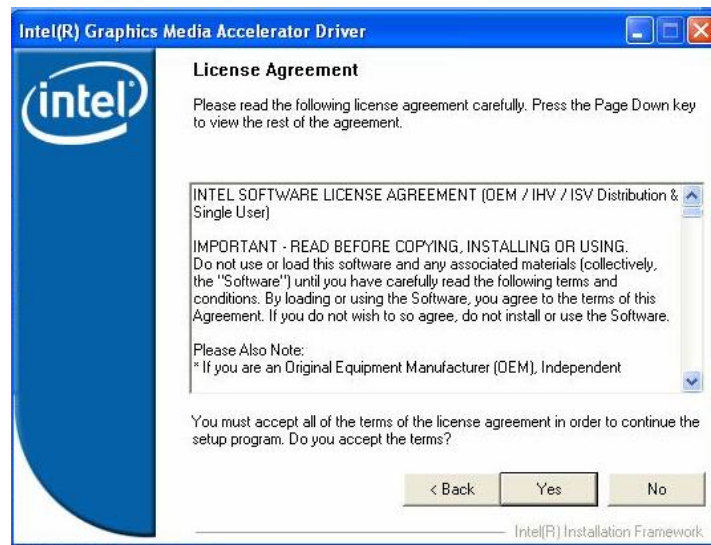 Intel(R) Graphics Media Accelerator Driver
intel
License Agreement
Please read the following license agreement carefully. Press the Page Down key
to view the rest of the agreement.
INTEL SOFTWARE LICENSE AGREEMENT (OEM / IHV / ISV Distribution &
Single User)
IMPORTANT - READ BEFORE COPYING, INSTALLING OR USING.
Do not use or load this software and any associated materials (collectively,
the "Software") until you have carefully read the following terms and
conditions. By loading or using the Software, you agree to the terms of this
Agreement. If you do not wish to so agree, do not install or use the Software.
Please Also Note:
* If you are an Original Equipment Manufacturer (OEM), Independent
You must accept all of the terms of the license agreement in order to continue the
setup program. Do you accept the terms?
< Back Yes No
Intel(R) Installation Framework